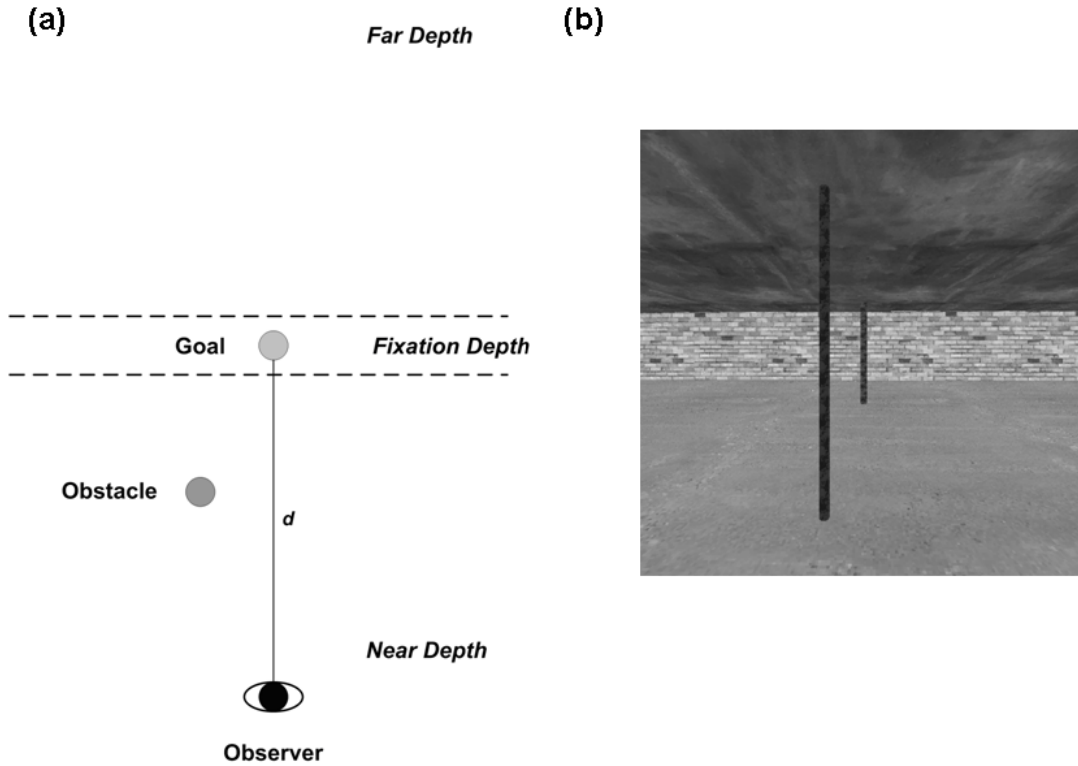 (a)
Far Depth
Goal
Fixation Depth
Obstacle
d
Near Depth
Observer
(b)